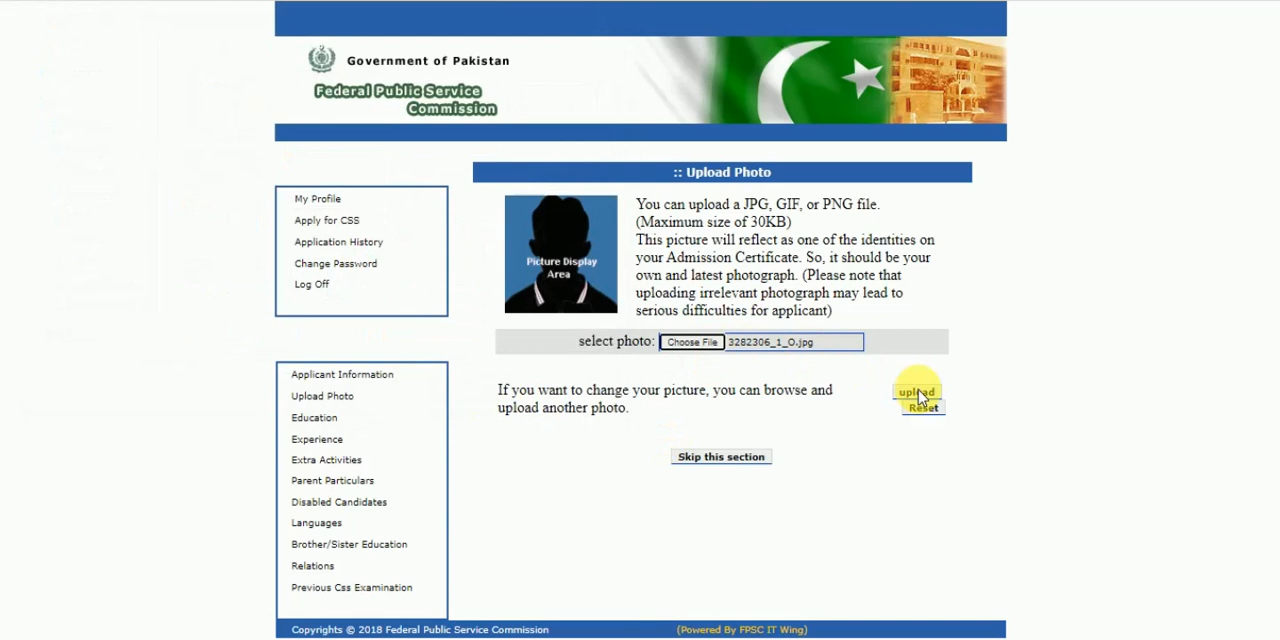 Government of Pakistan
Federal Public Service
Commission
My Profile
Apply for CSS
Application History
Change Password
Log Off
Applicant Information
Upload Photo
Education
Experience
Extra Activities
Parent Particulars
Disabled Candidates
Languages
Brother/Sister Education
Relations
Previous Css Examination
:: Upload Photo
Picture Display
Area
You can upload a JPG, GIF, or PNG file.
(Maximum size of 30KB)
This picture will reflect as one of the identities on
your Admission Certificate. So, it should be your
own and latest photograph. (Please note that
uploading irrelevant photograph may lead to
serious difficulties for applicant)
select photo: Choose File 3282306_1_O.jpg
If you want to change your picture, you can browse and
upload another photo.
upload
Reset
Skip this section
Copyrights © 2018 Federal Public Service Commission
(Powered By FPSC IT Wing)